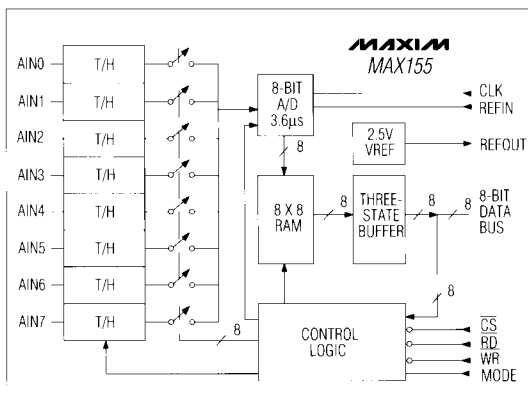 MAXIM
MAX155
AIN0
T/H
AIN1
T/H
AIN2
T/H
AIN3
T/H
AIN4
T/H
AIN5
T/H
AIN6
T/H
AIN7
T/H
8
8-BIT
A/D
3.6µs
8
8 X 8
RAM
8
2.5V
VREF
THREE-
STATE
BUFFER
8
8
8
CONTROL
LOGIC
CLK
REFIN
REFOUT
8-BIT
DATA
BUS
CS
RD
WR
MODE